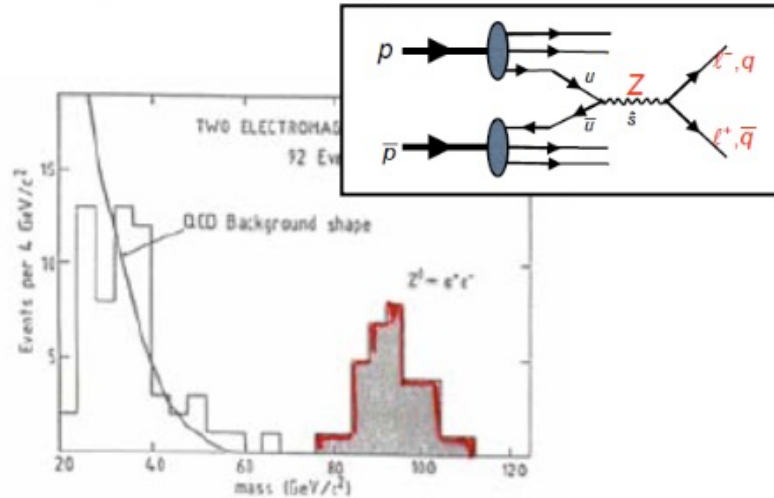 p
u
Z
ℓ⁻, q
p̄
ū
ŝ
ℓ⁺, q̄
TWO ELECTROMAG
92 Eve
QCD Background shape
Z⁰ → e⁺e⁻
Events per 4 GeV/c²
15
10
5
20 40 60 80 100 120
mass (GeV/c²)